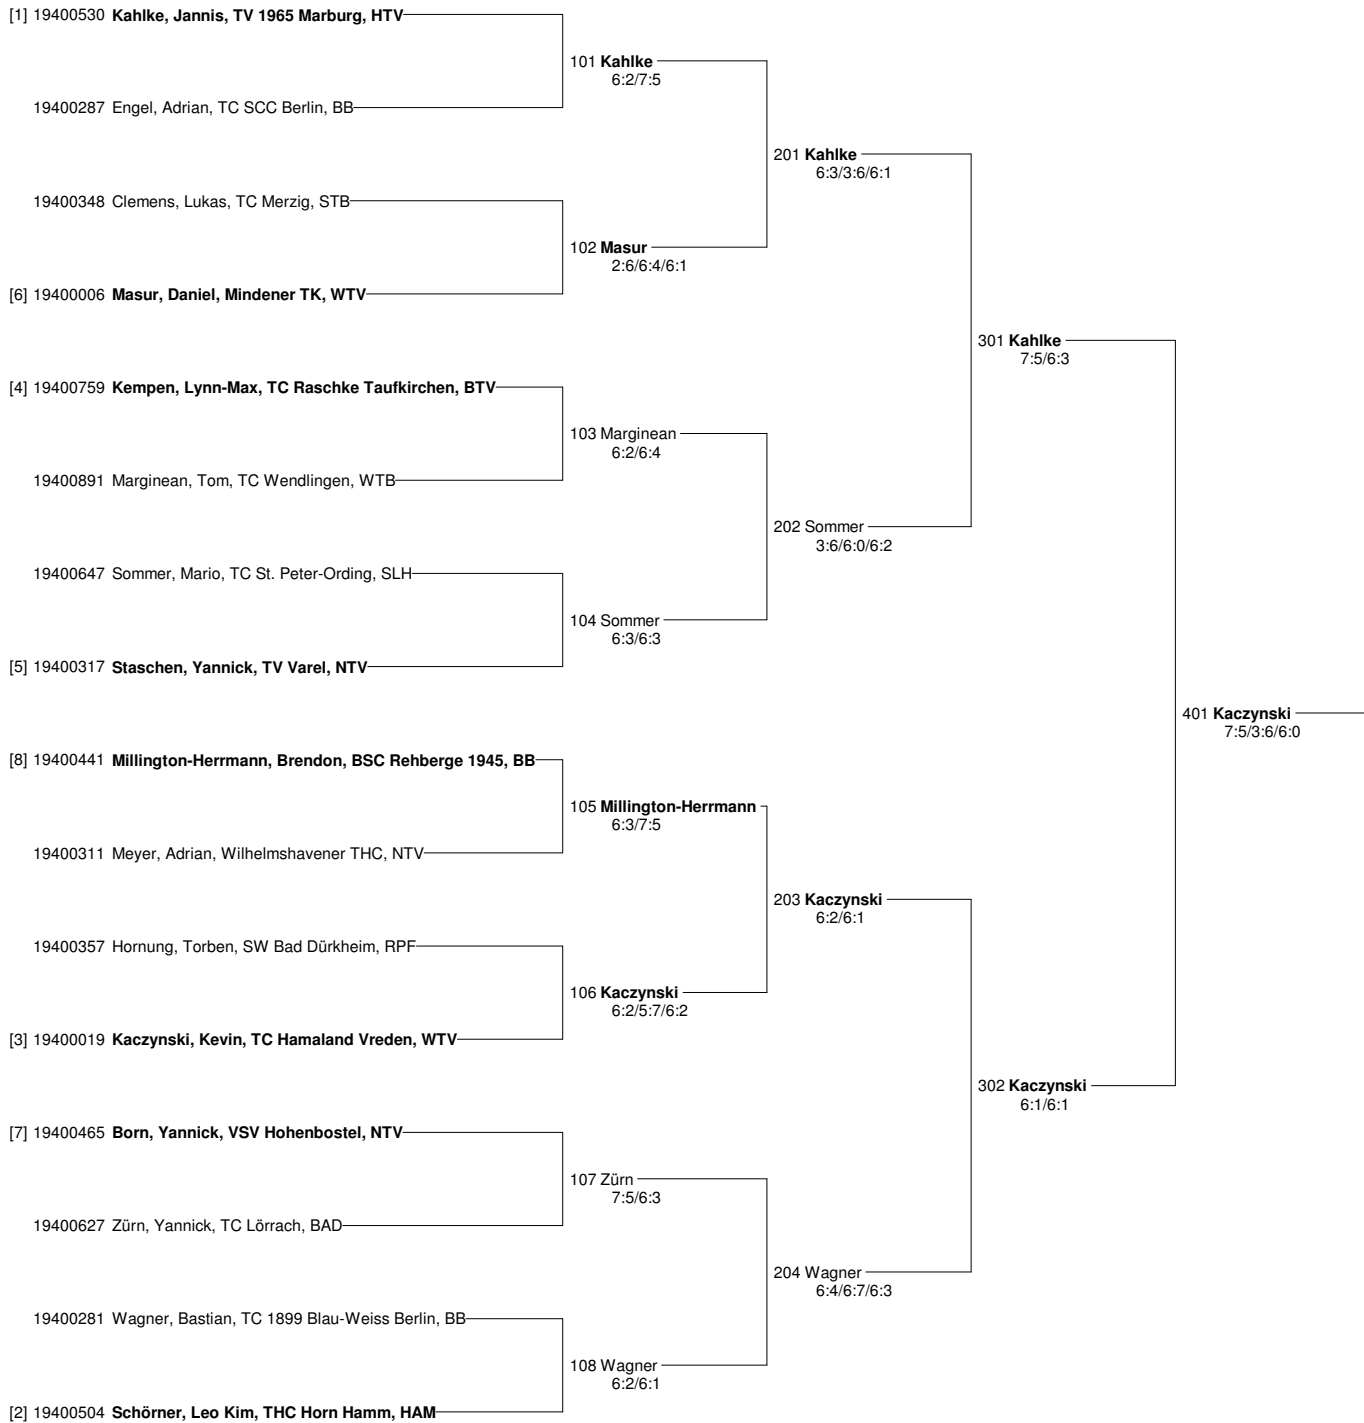 [1] 19400530 Kahlke, Jannis, TV 1965 Marburg, HTV
101 Kahlke
6:2/7:5
19400287 Engel, Adrian, TC SCC Berlin, BB
201 Kahlke
6:3/3:6/6:1
19400348 Clemens, Lukas, TC Merzig, STB
102 Masur
2:6/6:4/6:1
[6] 19400006 Masur, Daniel, Mindener TK, WTV
301 Kahlke
7:5/6:3
[4] 19400759 Kempen, Lynn-Max, TC Raschke Taufkirchen, BTV
103 Marginean
6:2/6:4
19400891 Marginean, Tom, TC Wendlingen, WTB
202 Sommer
3:6/6:0/6:2
19400647 Sommer, Mario, TC St. Peter-Ording, SLH
104 Sommer
6:3/6:3
[5] 19400317 Staschen, Yannick, TV Varel, NTV
401 Kaczynski
7:5/3:6/6:0
[8] 19400441 Millington-Herrmann, Brendon, BSC Rehberge 1945, BB
105 Millington-Herrmann
6:3/7:5
19400311 Meyer, Adrian, Wilhelmshavener THC, NTV
203 Kaczynski
6:2/6:1
19400357 Hornung, Torben, SW Bad Dürkheim, RPF
106 Kaczynski
6:2/5:7/6:2
[3] 19400019 Kaczynski, Kevin, TC Hamaland Vreden, WTV
302 Kaczynski
6:1/6:1
[7] 19400465 Born, Yannick, VSV Hohenbostel, NTV
107 Zürn
7:5/6:3
19400627 Zürn, Yannick, TC Lörrach, BAD
204 Wagner
6:4/6:7/6:3
19400281 Wagner, Bastian, TC 1899 Blau-Weiss Berlin, BB
108 Wagner
6:2/6:1
[2] 19400504 Schörner, Leo Kim, THC Horn Hamm, HAM